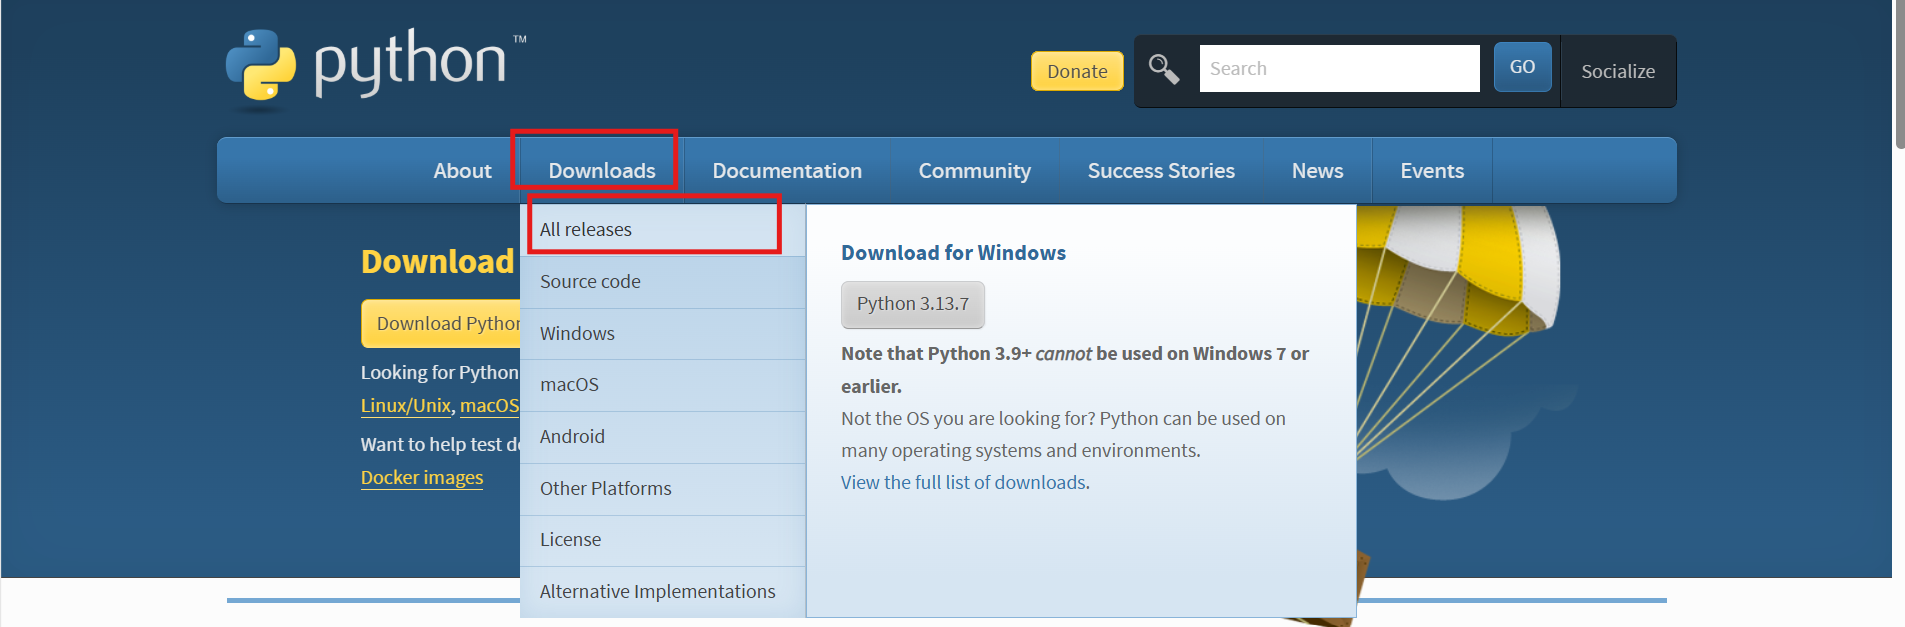 python™
Donate
Search
GO
Socialize
About
Downloads
Documentation
Community
Success Stories
News
Events
Download
Download Python
Looking for Python
Linux/Unix, macOS
Want to help test
Docker images
All releases
Source code
Windows
macOS
Android
Other Platforms
License
Alternative Implementations
Download for Windows
Python 3.13.7
Note that Python 3.9+ cannot be used on Windows 7 or
earlier.
Not the OS you are looking for? Python can be used on
many operating systems and environments.
View the full list of downloads.